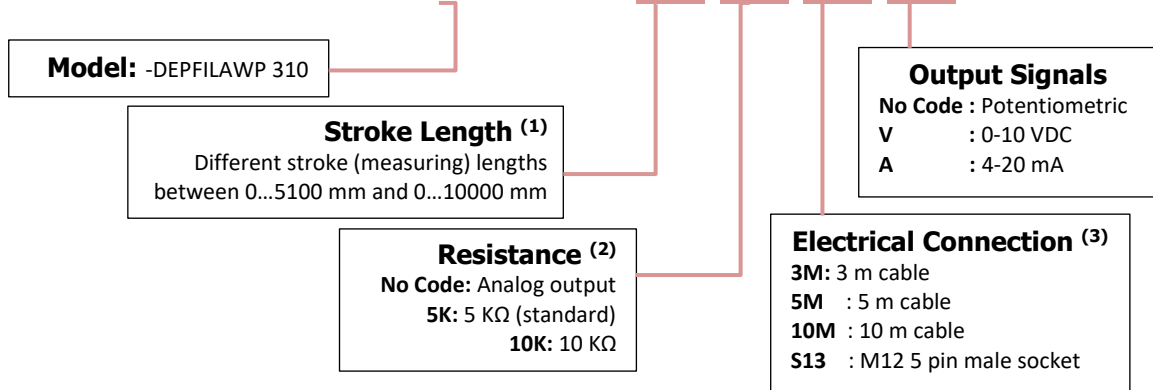 Model: -DEPFILAWP 310
Stroke Length (1)
Different stroke (measuring) lengths
between 0...5100 mm and 0...10000 mm
Resistance (2)
No Code: Analog output
5K: 5 KΩ (standard)
10K: 10 KΩ
Output Signals
No Code : Potentiometric
V : 0-10 VDC
A : 4-20 mA
Electrical Connection (3)
3M: 3 m cable
5M : 5 m cable
10M : 10 m cable
S13 : M12 5 pin male socket